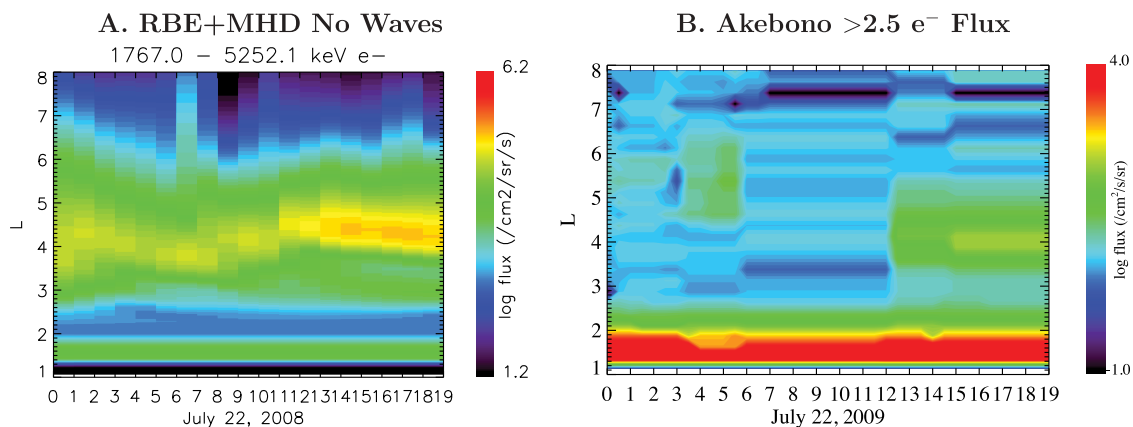 A. RBE+MHD No Waves
1767.0 – 5252.1 keV e–
8
7
6
5
4
3
2
1
L
0 1 2 3 4 5 6 7 8 9 10 11 12 13 14 15 16 17 18 19
July 22, 2008
6.2
log flux (/cm2/sr/s)
1.2
B. Akebono >2.5 e⁻ Flux
8
7
6
5
4
3
2
1
L
0 1 2 3 4 5 6 7 8 9 10 11 12 13 14 15 16 17 18 19
July 22, 2009
4.0
log flux ((/cm²/s/sr)
-1.0